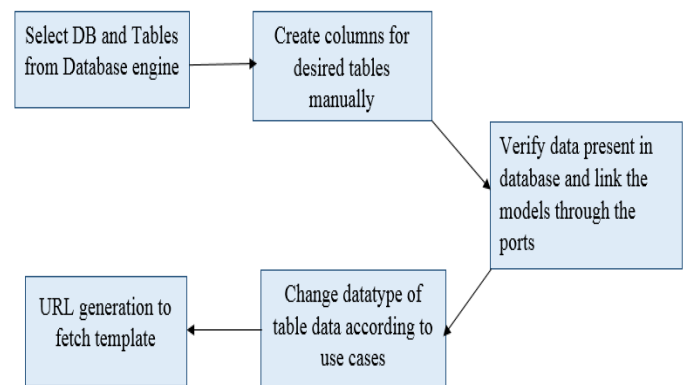 Select DB and Tables
from Database engine
Create columns for
desired tables
manually
Verify data present in
database and link the
models through the
ports
Change datatype of
table data according to
use cases
URL generation to
fetch template